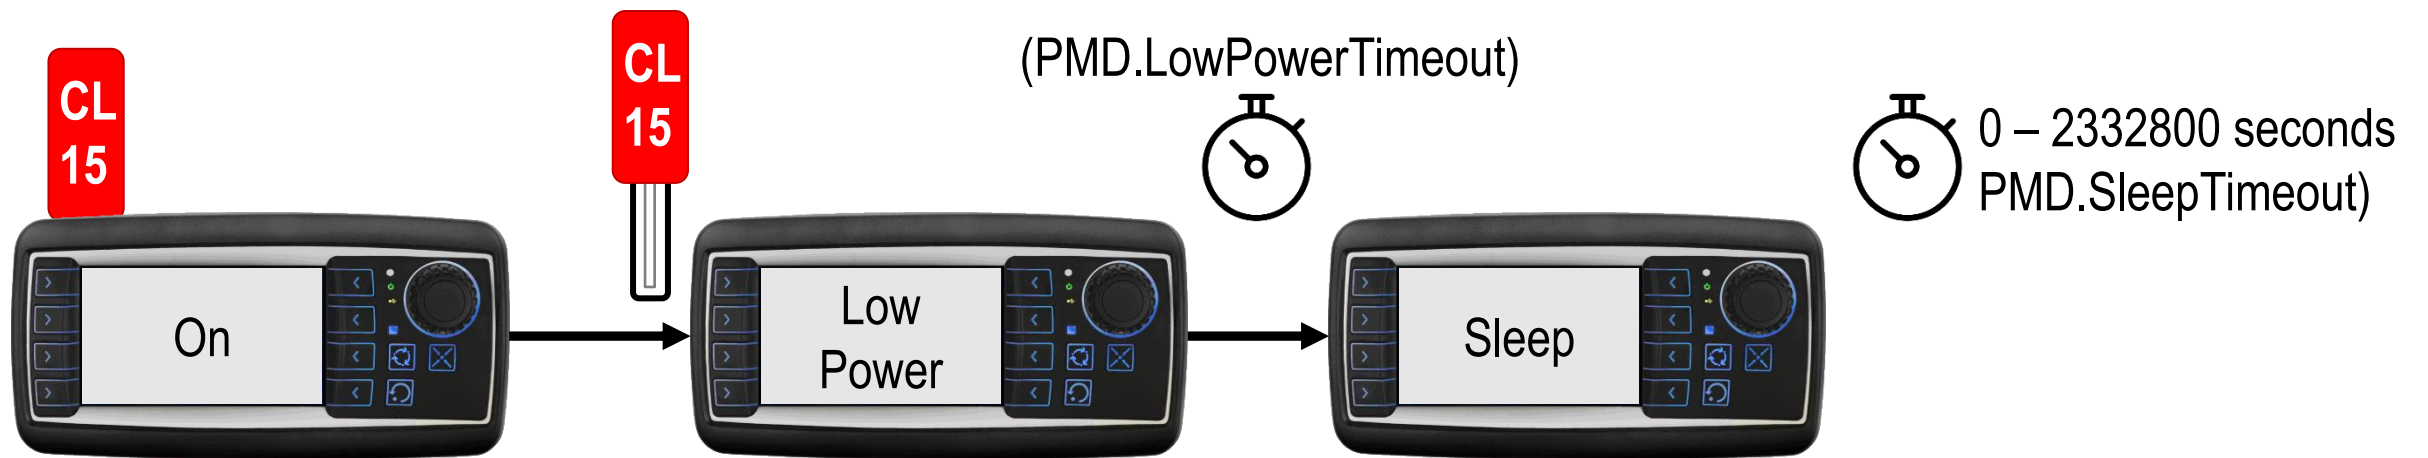 CL
15
On
CL
15
Low
Power
(PMD.LowPowerTimeout)
Sleep
0 – 2332800 seconds
PMD.SleepTimeout)